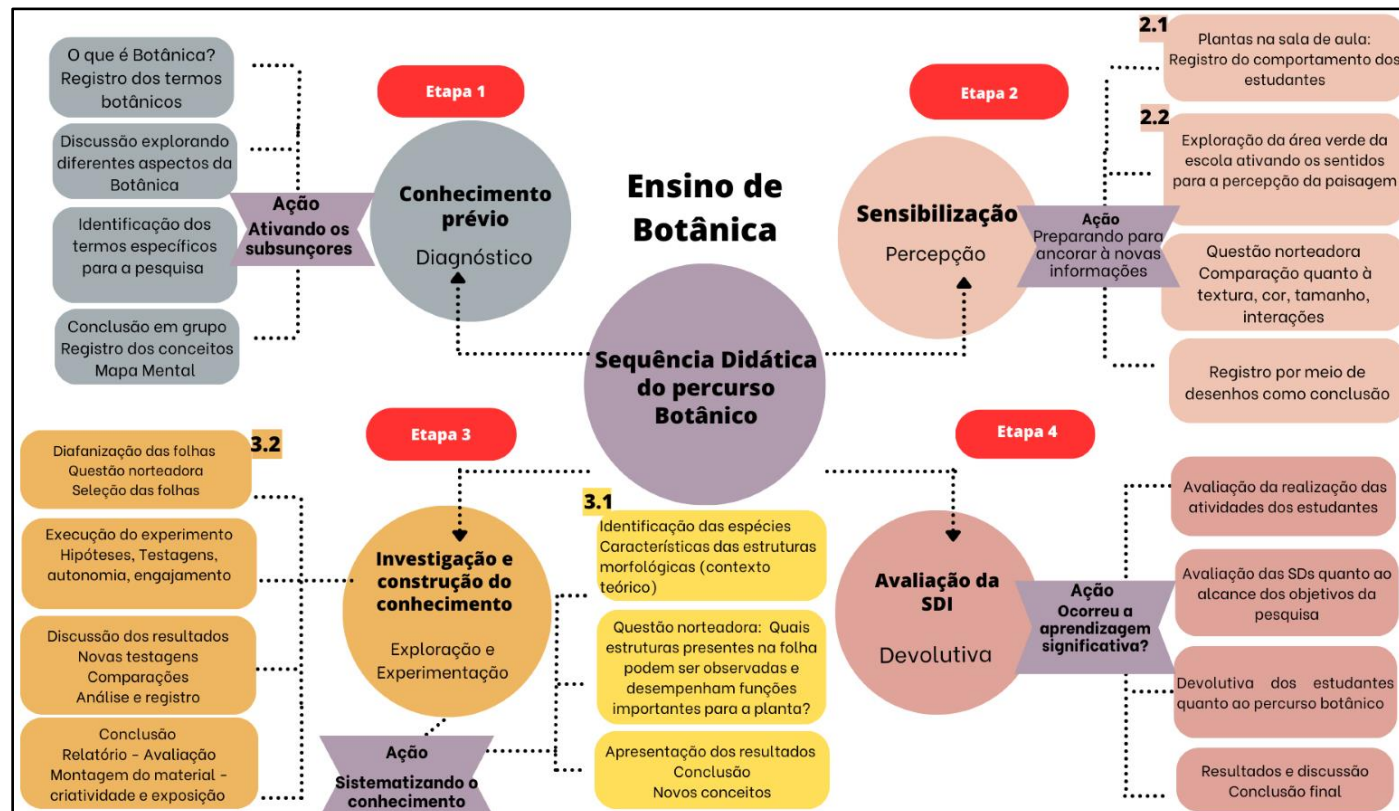 Ensino de
Botânica
Sequência Didática
do percurso
Botânico
Etapa 1
Conhecimento
prévio
Diagnóstico
Ação
Ativando os
subsunçores
O que é Botânica?
Registro dos termos
botânicos
Discussão explorando
diferentes aspectos da
Botânica
Identificação dos
termos específicos
para a pesquisa
Conclusão em grupo
Registro dos conceitos
Mapa Mental
Etapa 2
Sensibilização
Percepção
Ação
Preparando para
ancorar à novas
informações
2.1
Plantas na sala de aula:
Registro do comportamento dos
estudantes
2.2
Exploração da área verde da
escola ativando os sentidos
para a percepção da paisagem
Questão norteadora
Comparação quanto à
textura, cor, tamanho,
interações
Registro por meio de
desenhos como conclusão
Etapa 3
Investigação e
construção do
conhecimento
Exploração e
Experimentação
Ação
Sistematizando o
conhecimento
3.1
Identificação das espécies
Características das estruturas
morfológicas (contexto
teórico)
Questão norteadora: Quais
estruturas presentes na folha
podem ser observadas e
desempenham funções
importantes para a planta?
Apresentação dos resultados
Conclusão
Novos conceitos
3.2
Diafanização das folhas
Questão norteadora
Seleção das folhas
Execução do experimento
Hipóteses, Testagens,
autonomia, engajamento
Discussão dos resultados
Novas testagens
Comparações
Análise e registro
Conclusão
Relatório - Avaliação
Montagem do material -
criatividade e exposição
Etapa 4
Avaliação da
SDI
Devolutiva
Ação
Ocorreu a
aprendizagem
significativa?
Avaliação da realização das
atividades dos estudantes
Avaliação das SDs quanto ao
alcance dos objetivos da
pesquisa
Devolutiva dos estudantes
quanto ao percurso botânico
Resultados e discussão
Conclusão final